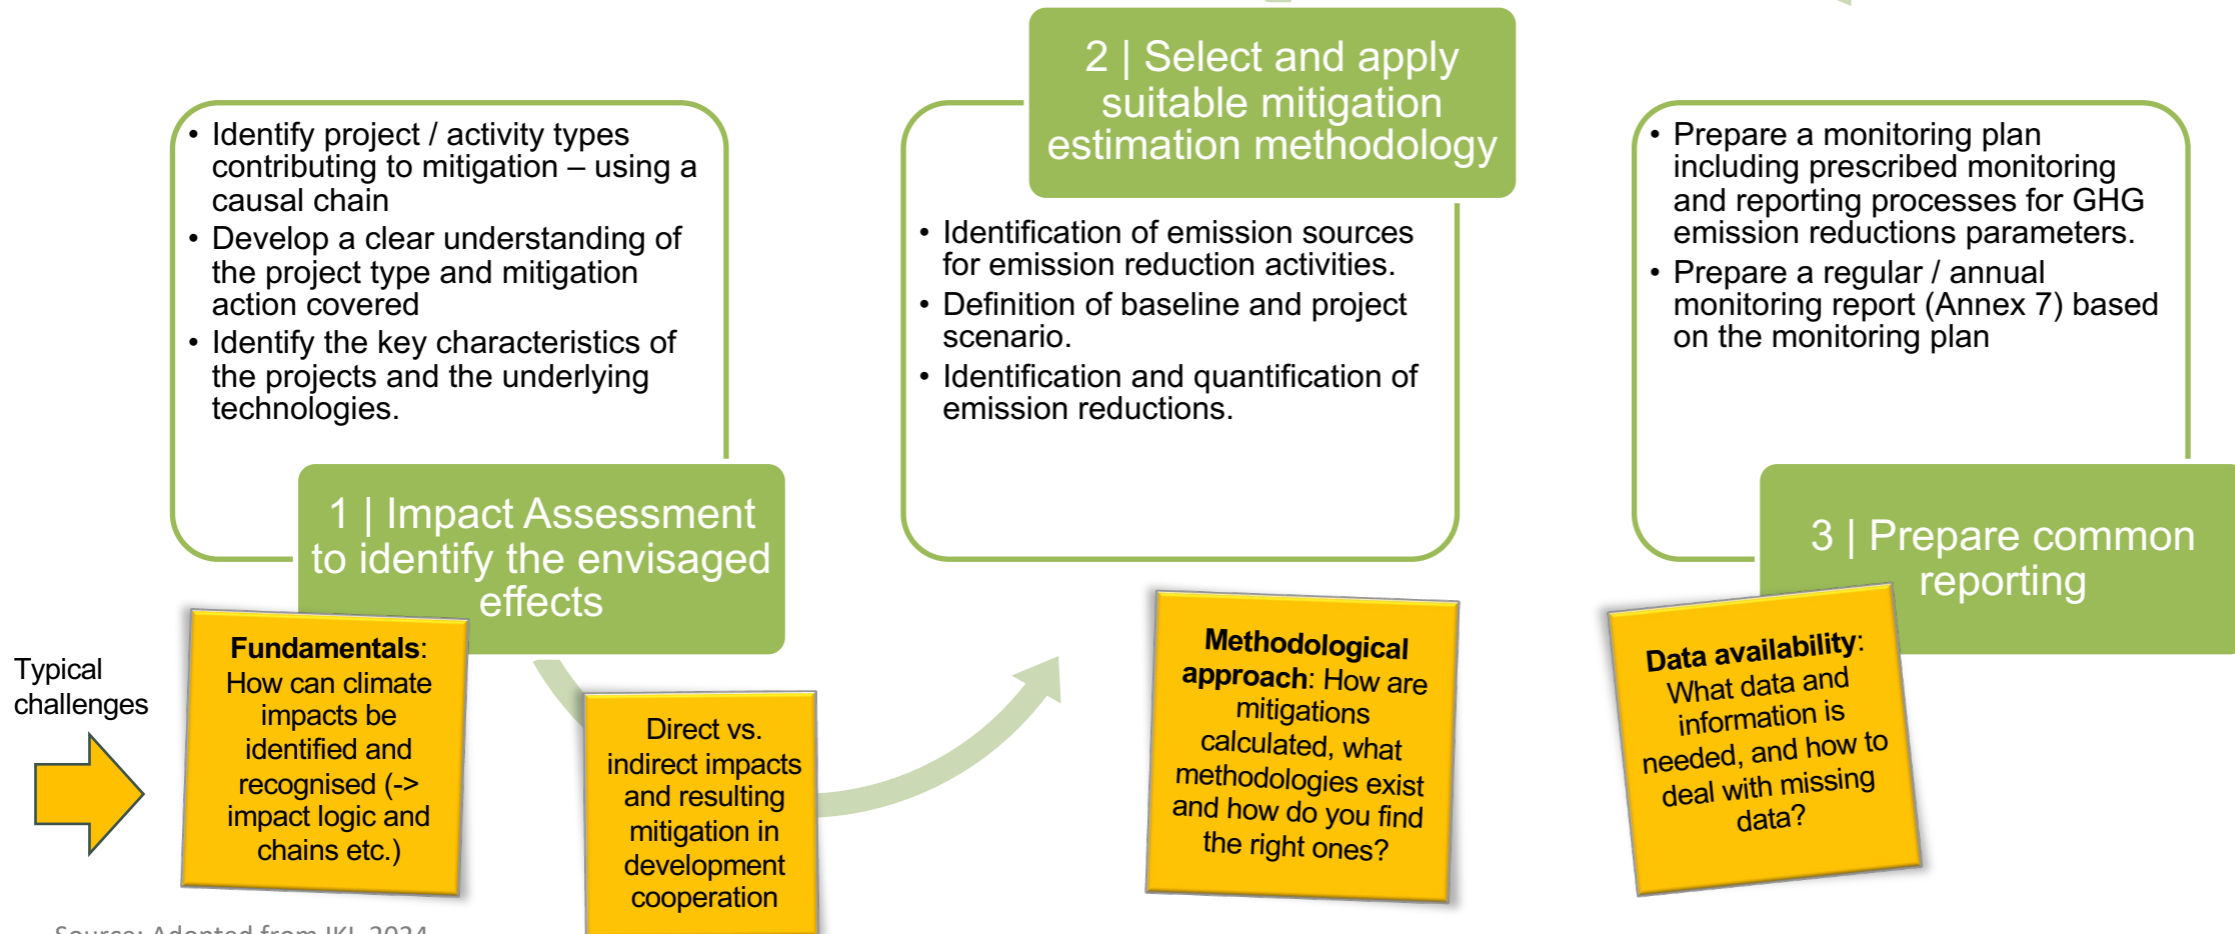 • Identify project / activity types
contributing to mitigation – using a
causal chain
• Develop a clear understanding of
the project type and mitigation
action covered
• Identify the key characteristics of
the projects and the underlying
technologies.
1 | Impact Assessment
to identify the envisaged
effects
2 | Select and apply
suitable mitigation
estimation methodology
• Identification of emission sources
for emission reduction activities.
• Definition of baseline and project
scenario.
• Identification and quantification of
emission reductions.
• Prepare a monitoring plan
including prescribed monitoring
and reporting processes for GHG
emission reductions parameters.
• Prepare a regular / annual
monitoring report (Annex 7) based
on the monitoring plan
3 | Prepare common
reporting
Typical
challenges
Fundamentals:
How can climate
impacts be
identified and
recognised (->
impact logic and
chains etc.)
Direct vs.
indirect impacts
and resulting
mitigation in
development
cooperation
Methodological
approach: How are
mitigations
calculated, what
methodologies exist
and how do you find
the right ones?
Data availability:
What data and
information is
needed, and how to
deal with missing
data?
Source: Adopted from IKI, 2024